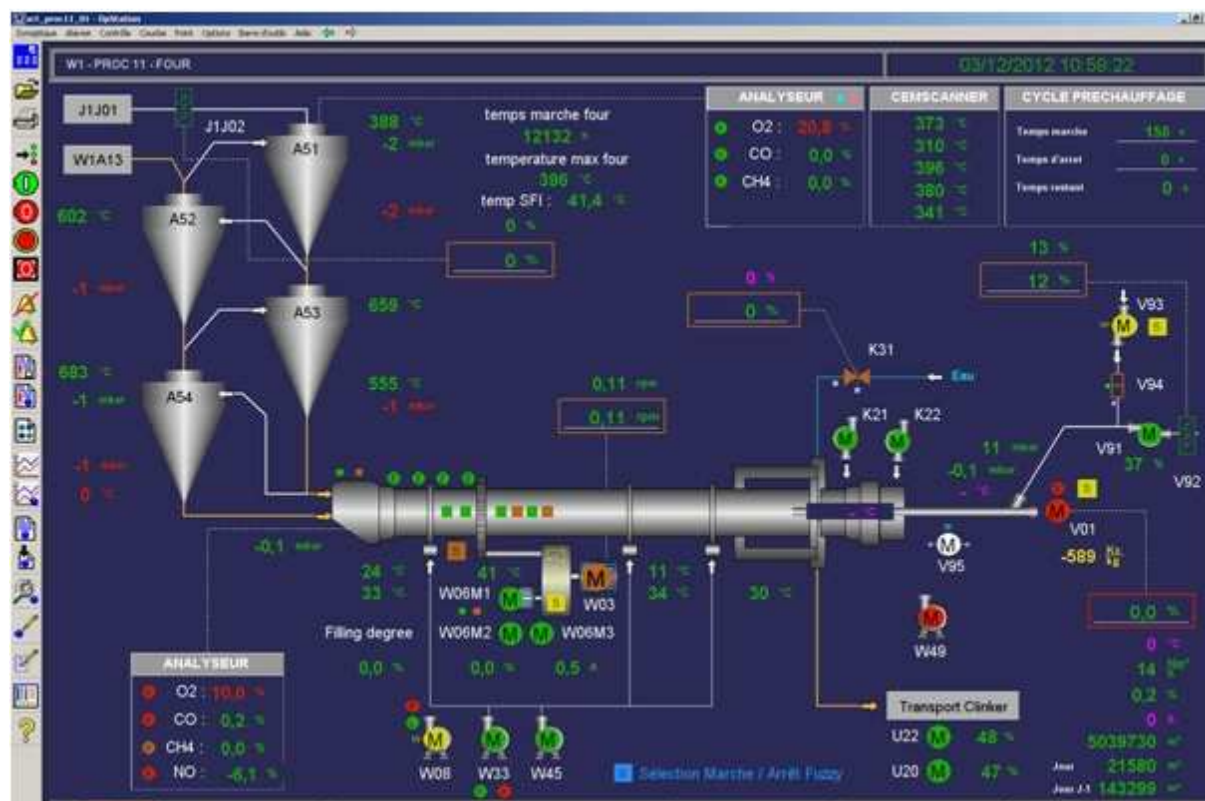 W1 - PROC 11 - FOUR
03/12/2012 10:59:22
J1J01
J1J02
W1A13
A51
A52
A53
A54
388 °C
-2 mbar
-2 mbar
602 °C
-1 mbar
659 °C
683 °C
-1 mbar
555 °C
-1 mbar
-1 mbar
0 °C
temps marche four
12132 h
temperature max four
396 °C
temp SFI : 41,4 °C
0 %
0 %
ANALYSEUR
O2 : 20,8 %
CO : 0,0 %
CH4 : 0,0 %
CEMSCANNER
373 °C
310 °C
396 °C
380 °C
341 °C
CYCLE PRECHAUFFAGE
Temps marche 158 s
Temps d'arret 0 s
Temps restant 0 s
13 %
12 %
V93
S
V94
V91
37 %
V92
0 %
0 %
K31
Eau
K21
K22
0,11 rpm
0,11 rpm
11 mbar
-0,1 mbar
- °C
- °C
S
V01
-589
V95
-0,1 mbar
S
24 °C
33 °C
41 °C
W06M1
S
W03
11 °C
34 °C
30 °C
W06M2
W06M3
Filling degree
0,0 %
0,0 %
0,5 A
W49
0,0 %
0 °C
14
0,2 %
0
5039730 m³
Jour 21580 m³
Jour J-1 143299 m³
ANALYSEUR
O2 : 10,0 %
CO : 0,2 %
CH4 : 0,0 %
NO : -6,1 %
W08
W33
W45
Sélection Marche / Arrêt Fuzzy
Transport Clinker
U22 M 48 %
U20 M 47 %